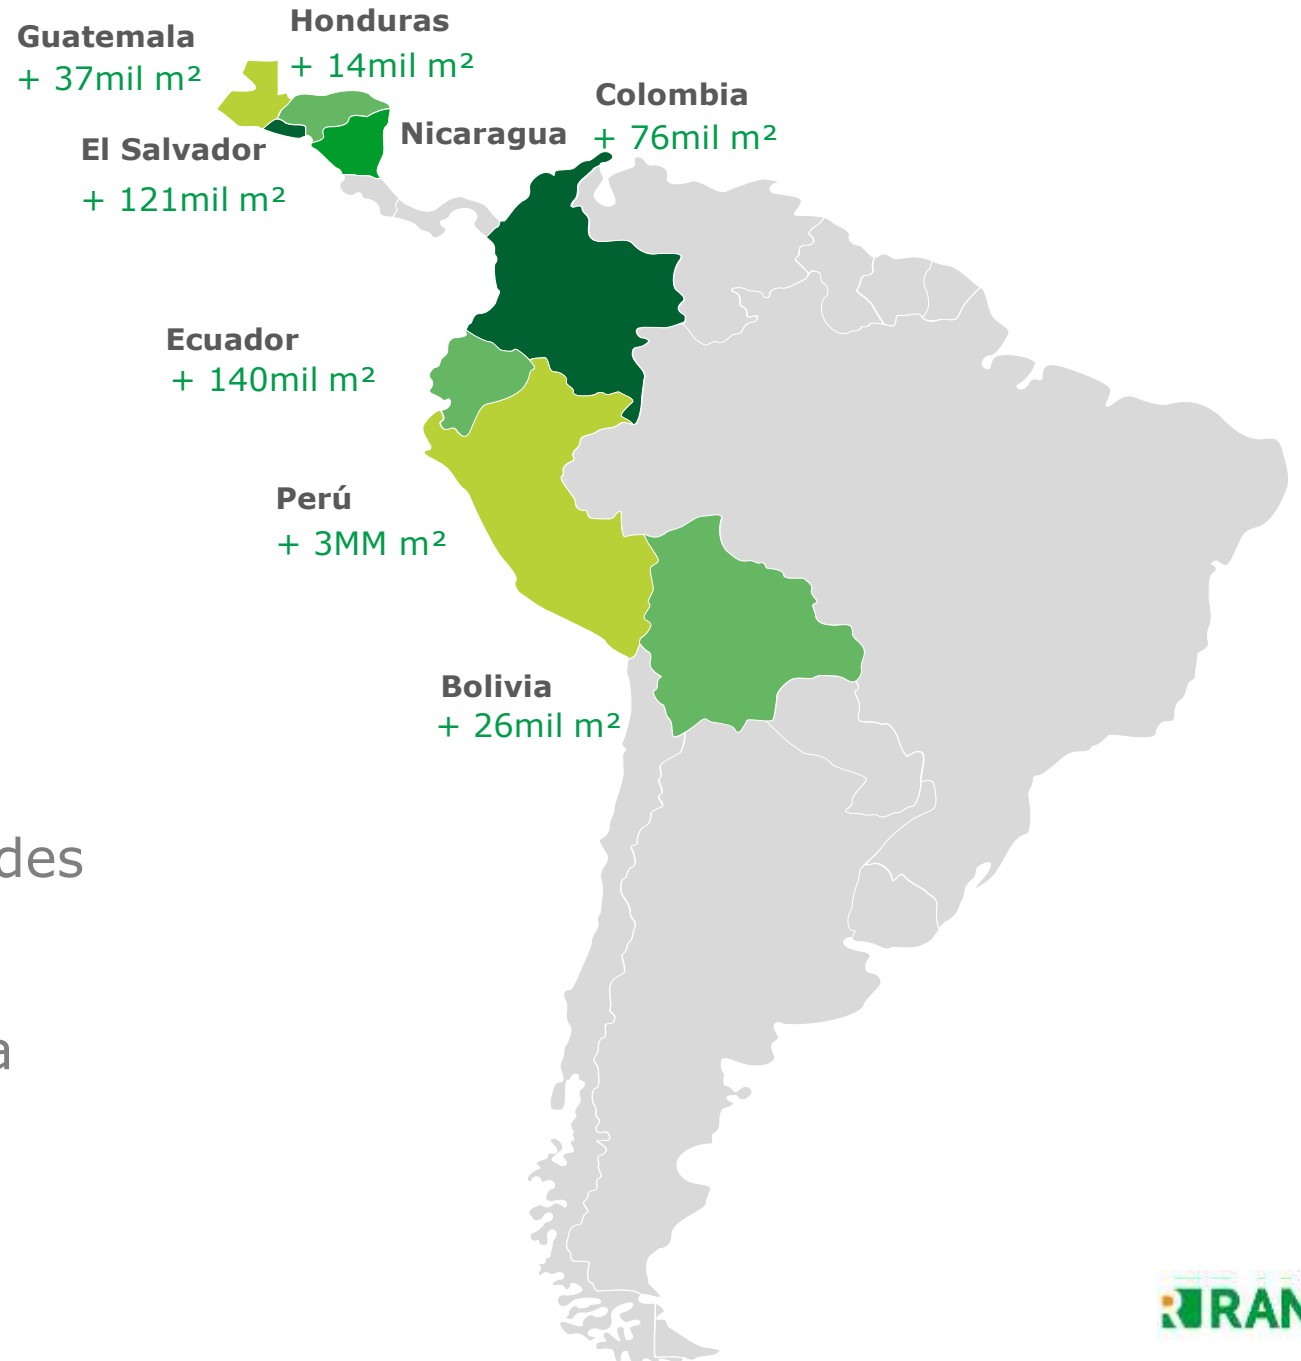 Honduras
+ 14mil m²
Guatemala
+ 37mil m²
Colombia
+ 76mil m²
Nicaragua
El Salvador
+ 121mil m²
Ecuador
+ 140mil m²
Perú
+ 3MM m²
Bolivia
+ 26mil m²
des
a
RAN